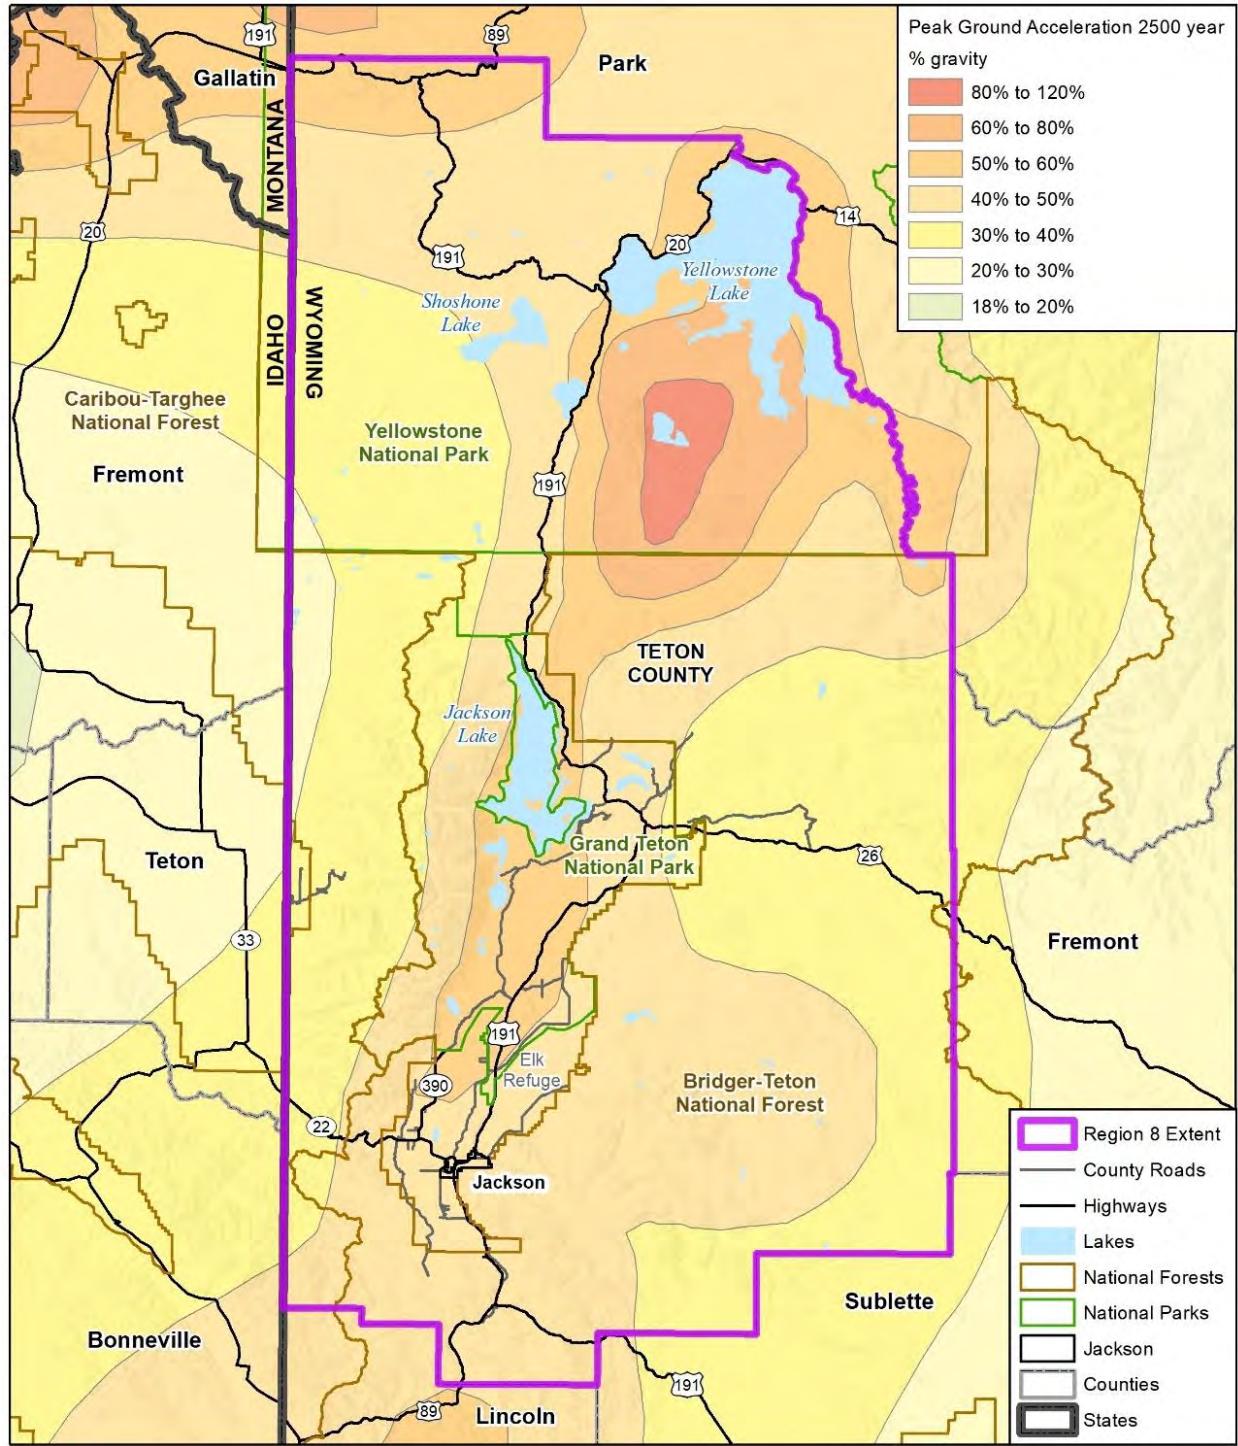 191
89
Gallatin
Park
MONTANA
20
191
20
14
Yellowstone
Lake
Shoshone
Lake
IDAHO
WYOMING
Caribou-Targhee
National Forest
Yellowstone
National Park
Fremont
191
TETON
COUNTY
Jackson
Lake
Grand Teton
National Park
Teton
26
33
Fremont
191
Elk
Refuge
390
Bridger-Teton
National Forest
22
Jackson
Sublette
Bonneville
191
89
Lincoln
Peak Ground Acceleration 2500 year
% gravity
80% to 120%
60% to 80%
50% to 60%
40% to 50%
30% to 40%
20% to 30%
18% to 20%
Region 8 Extent
County Roads
Highways
Lakes
National Forests
National Parks
Jackson
Counties
States